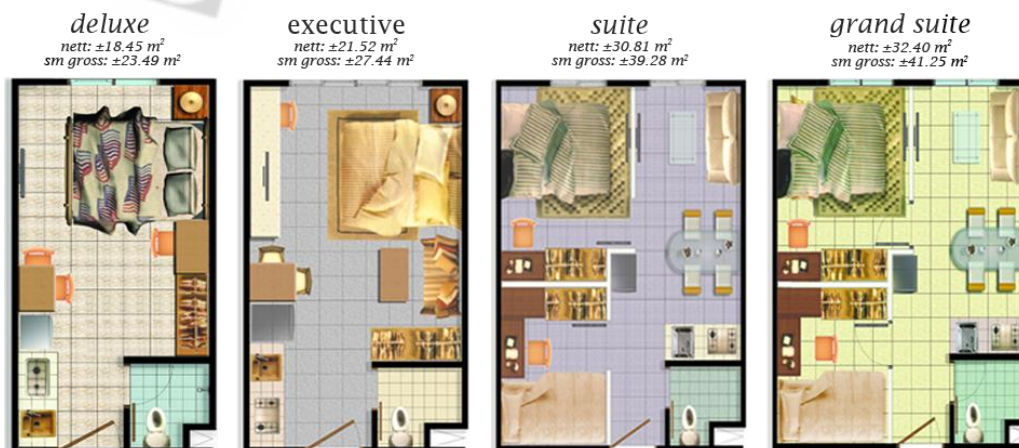 deluxe
nett: ±18.45 m²
sm gross: ±23.49 m²
executive
nett: ±21.52 m²
sm gross: ±27.44 m²
suite
nett: ±30.81 m²
sm gross: ±39.28 m²
grand suite
nett: ±32.40 m²
sm gross: ±41.25 m²